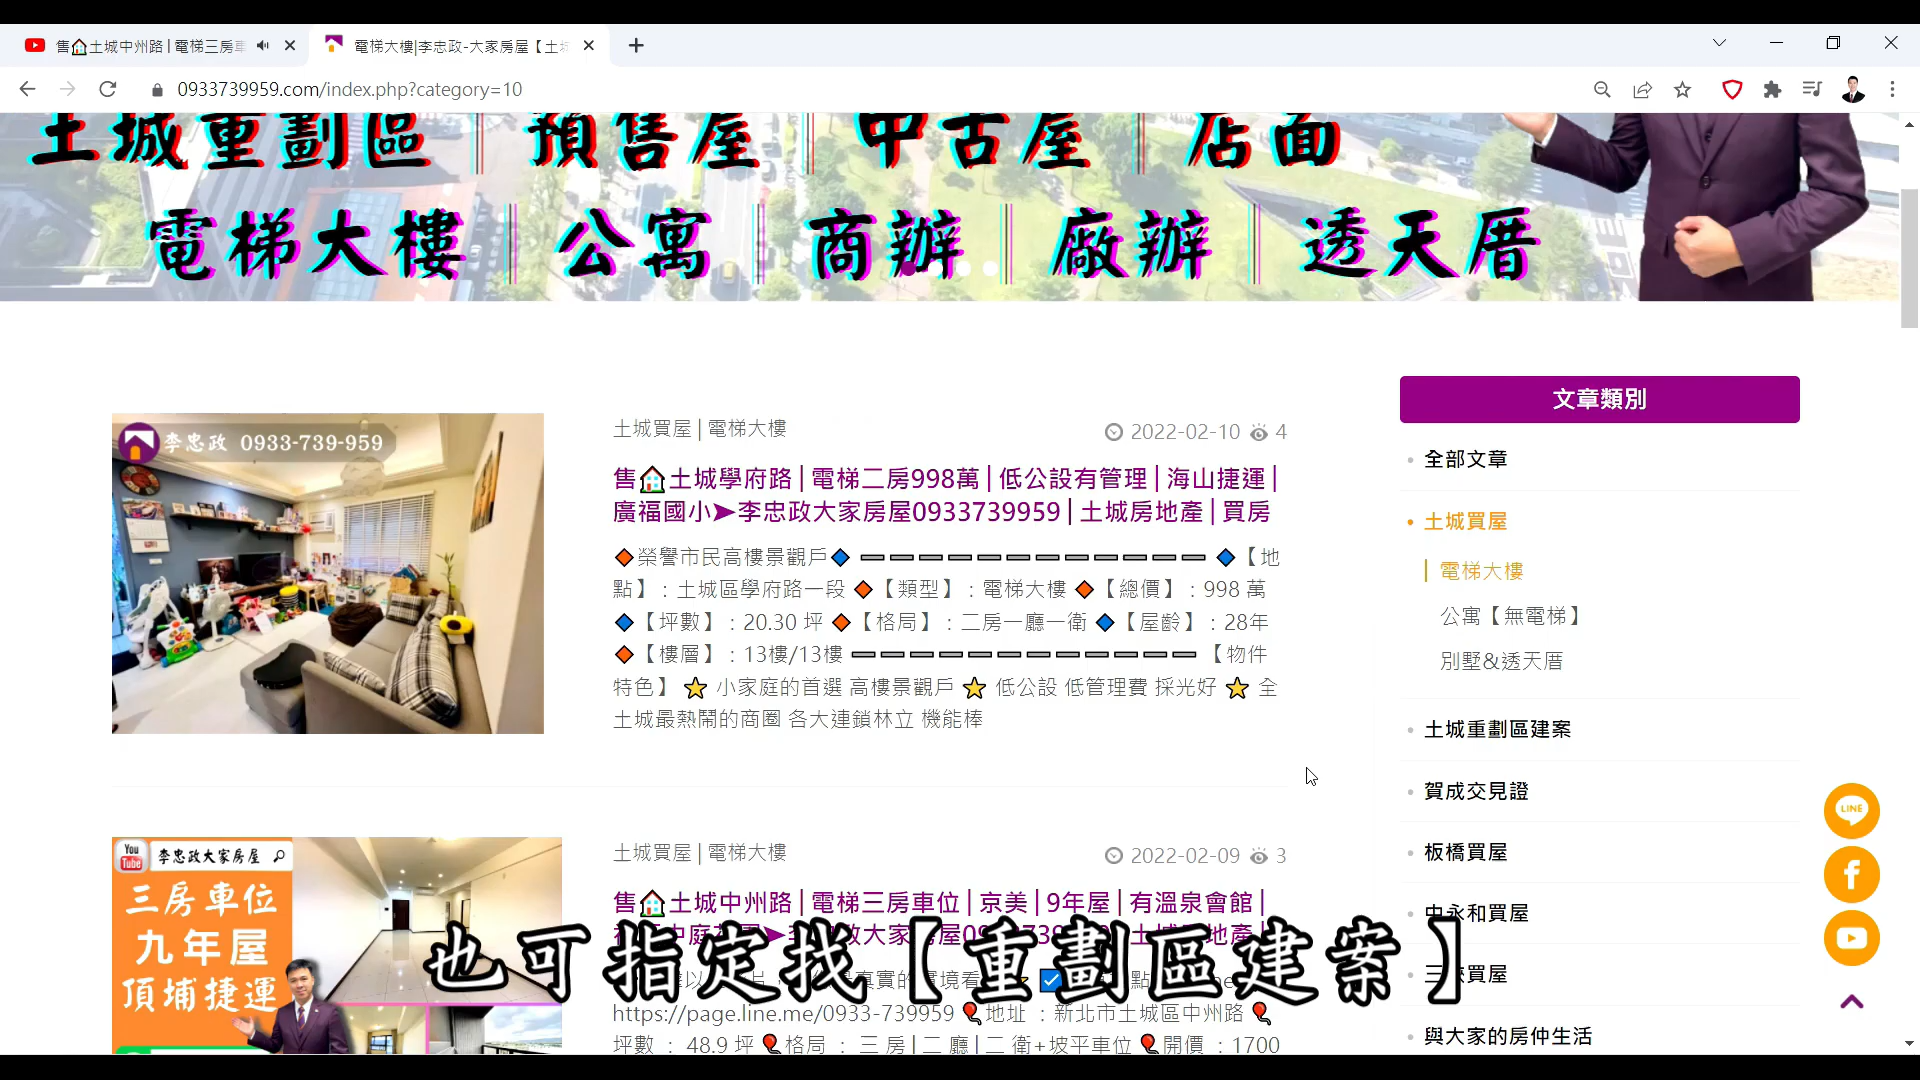 售🏠土城中州路|電梯三房車
電梯大樓|李忠政-大家房屋【土
0933739959.com/index.php?category=10
土城重劃區｜預售屋｜中古屋｜店面
電梯大樓｜公寓｜商辦｜廠辦｜透天厝
李忠政 0933-739-959
土城買屋|電梯大樓
2022-02-10 4
售🏠土城學府路|電梯二房998萬|低公設有管理|海山捷運|
廣福國小➤李忠政大家房屋0933739959|土城房地產|買房
🔶榮譽市民高樓景觀戶🔷 ➖➖➖➖➖➖➖➖➖➖➖➖ 🔷【地
點】:土城區學府路一段 🔶【類型】:電梯大樓 🔶【總價】:998 萬
🔷【坪數】:20.30 坪 🔶【格局】:二房一廳一衛 🔷【屋齡】:28年
🔶【樓層】:13樓/13樓 ➖➖➖➖➖➖➖➖➖➖➖➖ 【物件
特色】 ⭐ 小家庭的首選 高樓景觀戶 ⭐ 低公設 低管理費 採光好 ⭐ 全
土城最熱鬧的商圈 各大連鎖林立 機能棒
You Tube 李忠政大家房屋
三房車位
九年屋
頂埔捷運
土城買屋|電梯大樓
2022-02-09 3
售🏠土城中州路|電梯三房車位|京美|9年屋|有溫泉會館|
https://page.line.me/0933-739959 🎈地址 :新北市土城區中州路 🎈
坪數 : 48.9 坪 🎈格局 : 三 房|二 廳|二 衛+坡平車位 🎈開價 :1700
也可指定找【重劃區建案】
文章類別
全部文章
土城買屋
電梯大樓
公寓【無電梯】
別墅&透天厝
土城重劃區建案
賀成交見證
板橋買屋
中永和買屋
三峽買屋
與大家的房仲生活
LINE